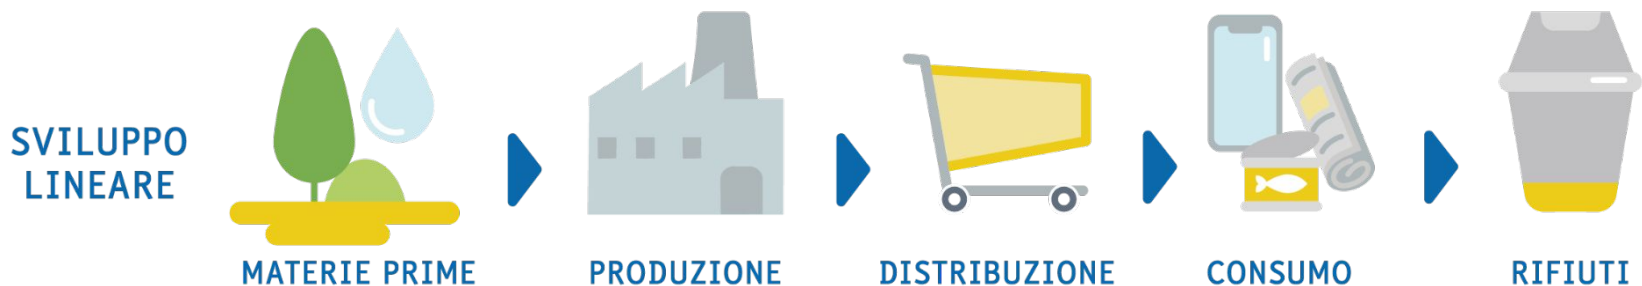 SVILUPPO
LINEARE
MATERIE PRIME
PRODUZIONE
DISTRIBUZIONE
CONSUMO
RIFIUTI